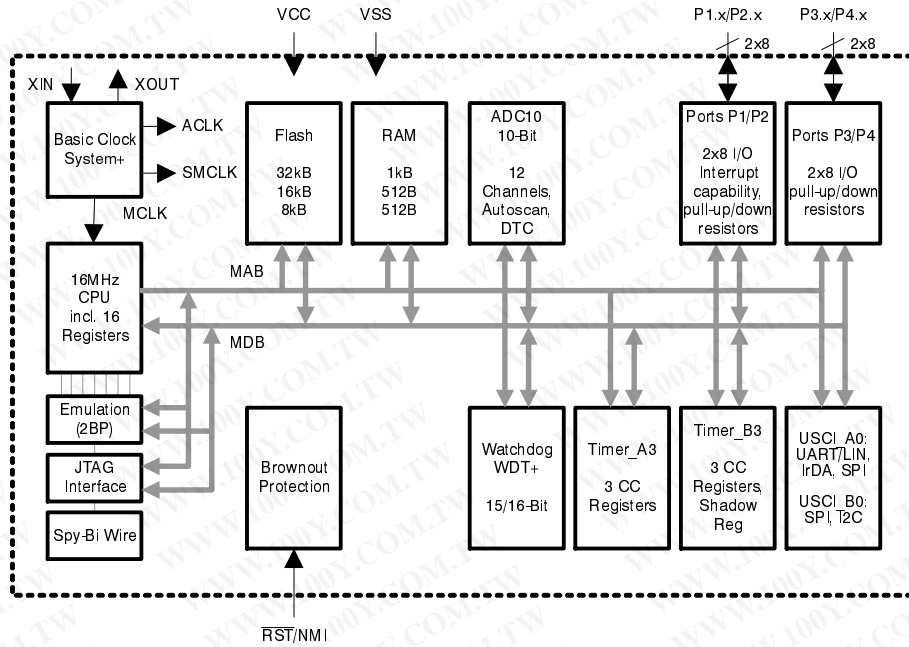 VCC
VSS
P1.x/P2.x
P3.x/P4.x
2x8
2x8
XIN
XOUT
Basic Clock
System+
ACLK
SMCLK
MCLK
Flash
32kB
16kB
8kB
RAM
1kB
512B
512B
ADC10
10-Bit
12
Channels,
Autoscan,
DTC
Ports P1/P2
2x8 I/O
Interrupt
capability,
pull-up/down
resistors
Ports P3/P4
2x8 I/O
pull-up/down
resistors
16MHz
CPU
incl. 16
Registers
MAB
MDB
Emulation
(2BP)
JTAG
Interface
Spy-Bi Wire
Brownout
Protection
Watchdog
WDT+
15/16-Bit
Timer_A3
3 CC
Registers
Timer_B3
3 CC
Registers,
Shadow
Reg
USCI_A0:
UART/LIN,
IrDA, SPI
USCI_B0:
SPI, I2C
RST/NMI
WWW.100Y.COM.TW